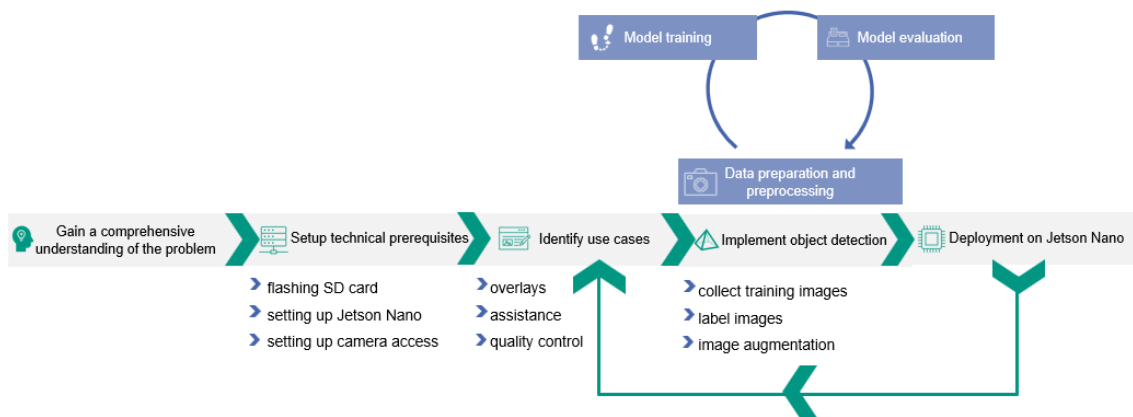 Model training
Model evaluation
Data preparation and
preprocessing
Gain a comprehensive
understanding of the problem
Setup technical prerequisites
Identify use cases
Implement object detection
Deployment on Jetson Nano
flashing SD card
setting up Jetson Nano
setting up camera access
overlays
assistance
quality control
collect training images
label images
image augmentation